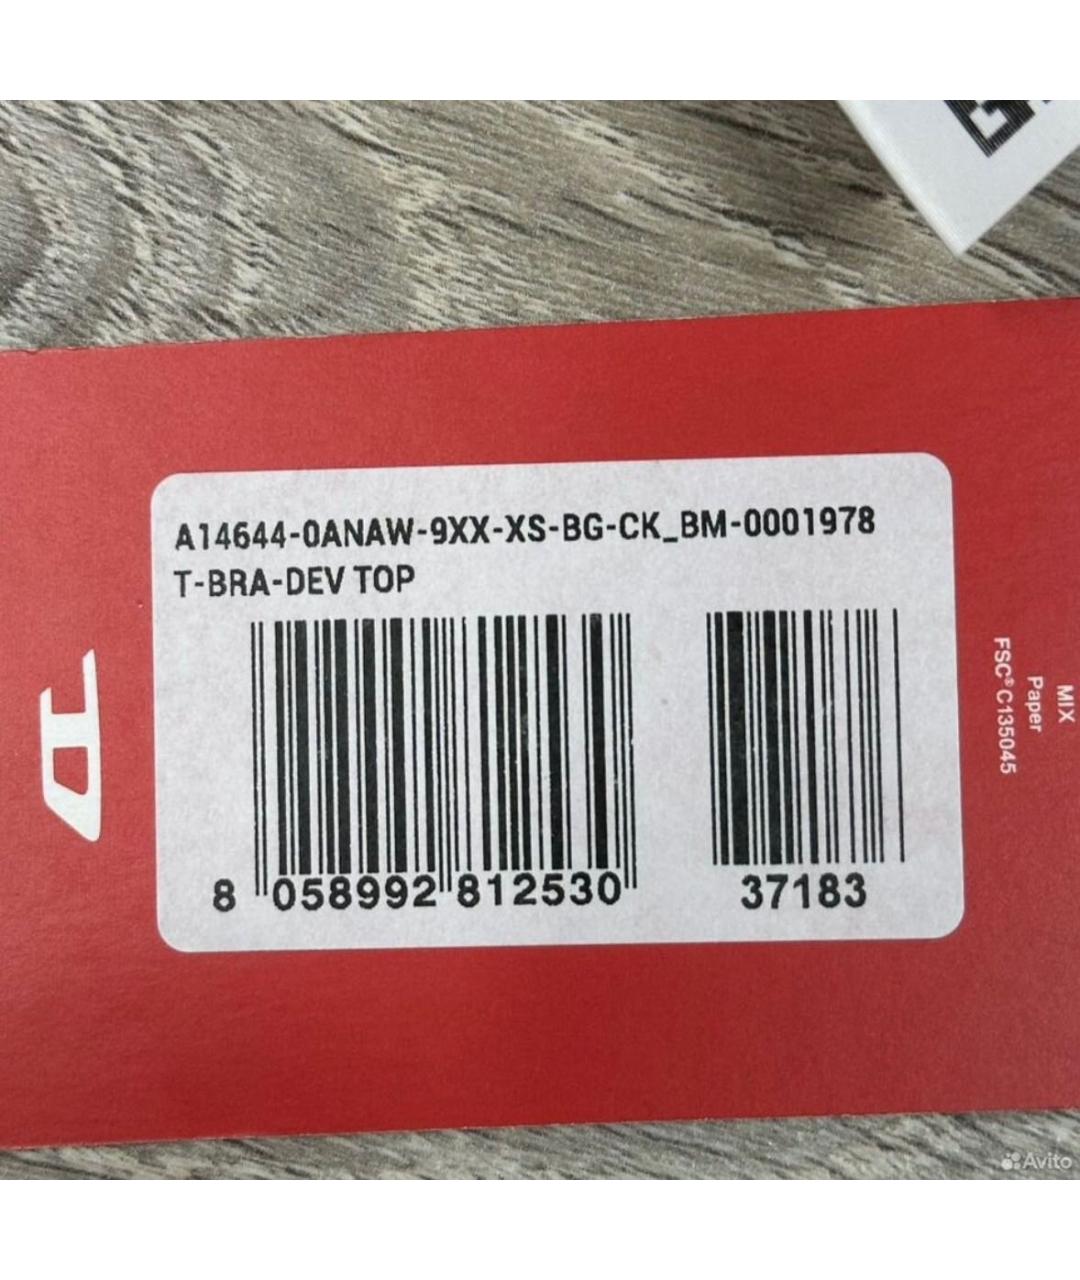 A14644-0ANAW-9XX-XS-BG-CK_BM-0001978
T-BRA-DEV TOP
8 058992 812530
37183
MIX
Paper
FSC® C135045
Avito